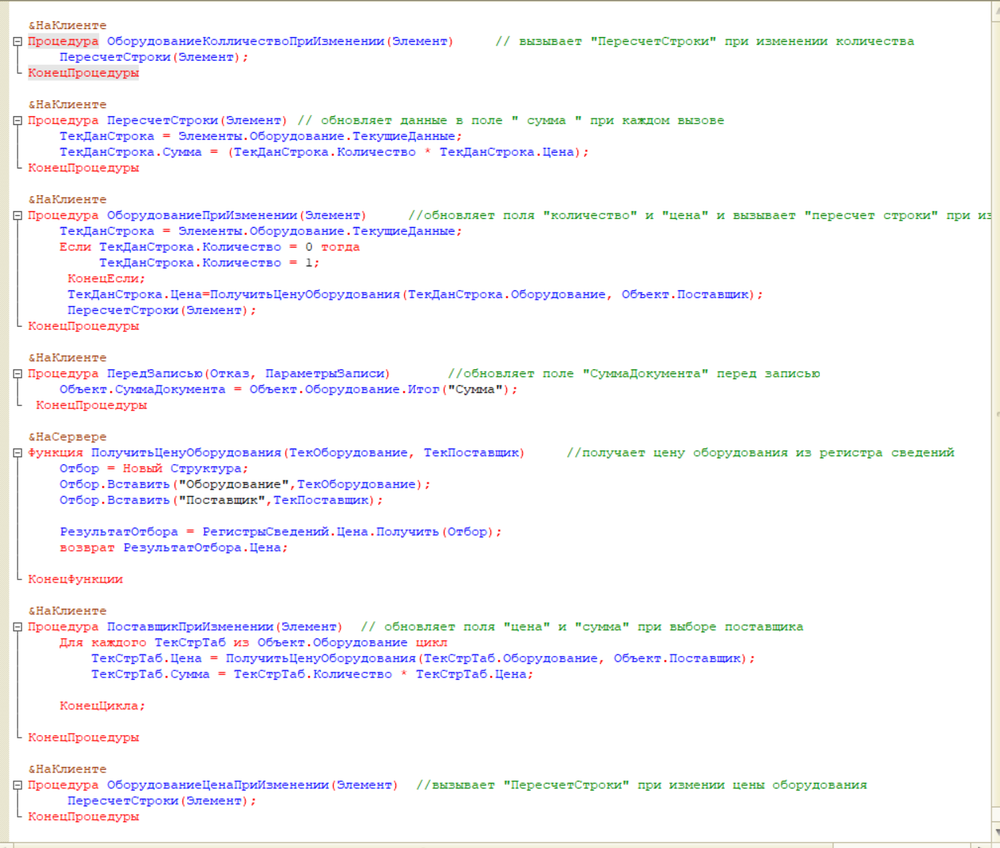 &НаКлиенте
Процедура ОборудованиеКолличествоПриИзменении(Элемент) // вызывает "ПересчетСтроки" при изменении количества
ПересчетСтроки(Элемент);
КонецПроцедуры
&НаКлиенте
Процедура ПересчетСтроки(Элемент) // обновляет данные в поле " сумма " при каждом вызове
ТекДанСтрока = Элементы.Оборудование.ТекущиеДанные;
ТекДанСтрока.Сумма = (ТекДанСтрока.Количество * ТекДанСтрока.Цена);
КонецПроцедуры
&НаКлиенте
Процедура ОборудованиеПриИзменении(Элемент) //обновляет поля "количество" и "цена" и вызывает "пересчет строки" при
ТекДанСтрока = Элементы.Оборудование.ТекущиеДанные;
Если ТекДанСтрока.Количество = 0 тогда
ТекДанСтрока.Количество = 1;
КонецЕсли;
ТекДанСтрока.Цена=ПолучитьЦенуОборудования(ТекДанСтрока.Оборудование, Объект.Поставщик);
ПересчетСтроки(Элемент);
КонецПроцедуры
&НаКлиенте
Процедура ПередЗаписью(Отказ, ПараметрыЗаписи) //обновляет поле "СуммаДокумента" перед записью
Объект.СуммаДокумента = Объект.Оборудование.Итог("Сумма");
КонецПроцедуры
&НаСервере
Функция ПолучитьЦенуОборудования(ТекОборудование, ТекПоставщик) //получает цену оборудования из регистра сведений
Отбор = Новый Структура;
Отбор.Вставить("Оборудование",ТекОборудование);
Отбор.Вставить("Поставщик",ТекПоставщик);
РезультатОтбора = РегистрыСведений.Цена.Получить(Отбор);
возврат РезультатОтбора.Цена;
КонецФункции
&НаКлиенте
Процедура ПоставщикПриИзменении(Элемент) // обновляет поля "цена" и "сумма" при выборе поставщика
Для каждого ТекСтрТаб из Объект.Оборудование цикл
ТекСтрТаб.Цена = ПолучитьЦенуОборудования(ТекСтрТаб.Оборудование, Объект.Поставщик);
ТекСтрТаб.Сумма = ТекСтрТаб.Количество * ТекСтрТаб.Цена;
КонецЦикла;
КонецПроцедуры
&НаКлиенте
Процедура ОборудованиеЦенаПриИзменении(Элемент) //вызывает "ПересчетСтроки" при измении цены оборудования
ПересчетСтроки(Элемент);
КонецПроцедуры